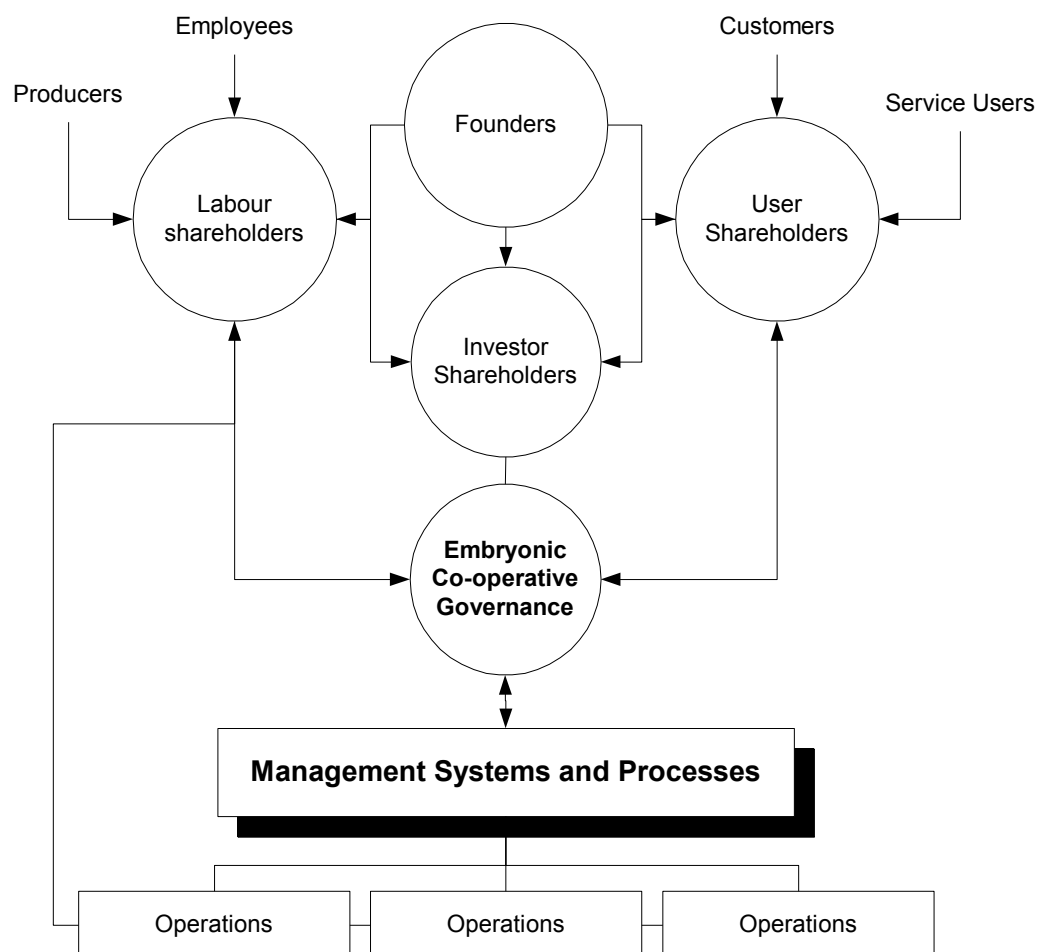 Employees
Customers
Producers
Service Users
Founders
Labour
shareholders
User
Shareholders
Investor
Shareholders
Embryonic
Co-operative
Governance
Management Systems and Processes
Operations
Operations
Operations